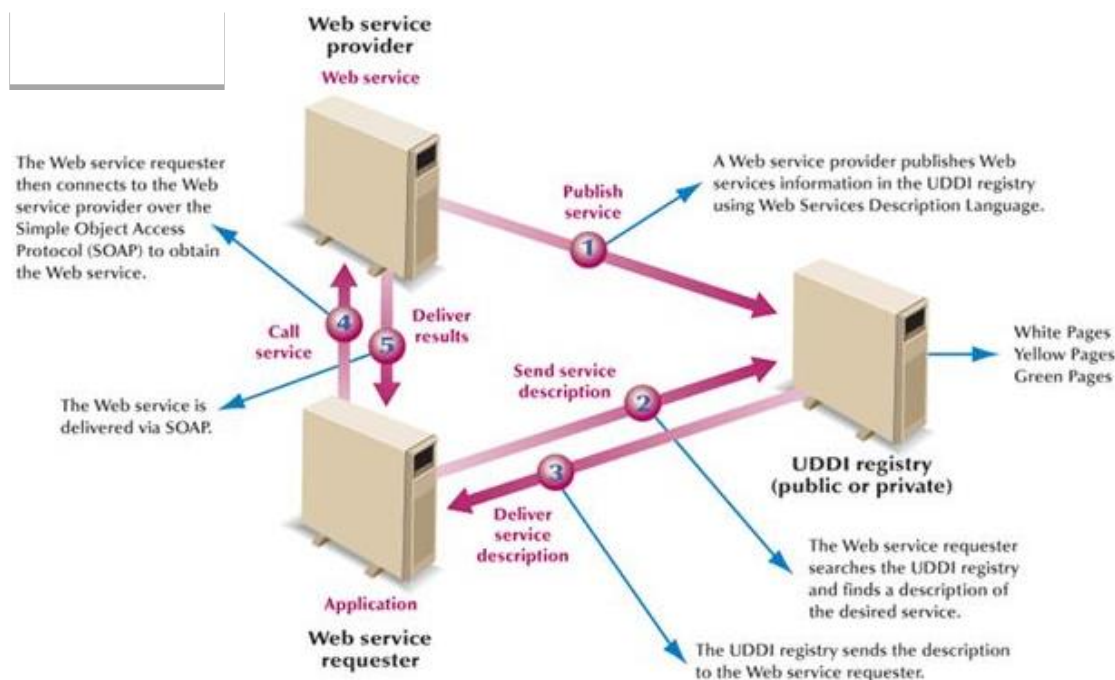 Web service
provider
Web service
The Web service requester
then connects to the Web
service provider over the
Simple Object Access
Protocol (SOAP) to obtain
the Web service.
A Web service provider publishes Web
services information in the UDDI registry
using Web Services Description Language.
Publish
service
1
4
Call
service
5
Deliver
results
White Pages
Yellow Pages
Green Pages
Send service
description
2
The Web service is
delivered via SOAP.
3
Deliver
service
description
UDDI registry
(public or private)
Application
Web service
requester
The Web service requester
searches the UDDI registry
and finds a description of
the desired service.
The UDDI registry sends the description
to the Web service requester.